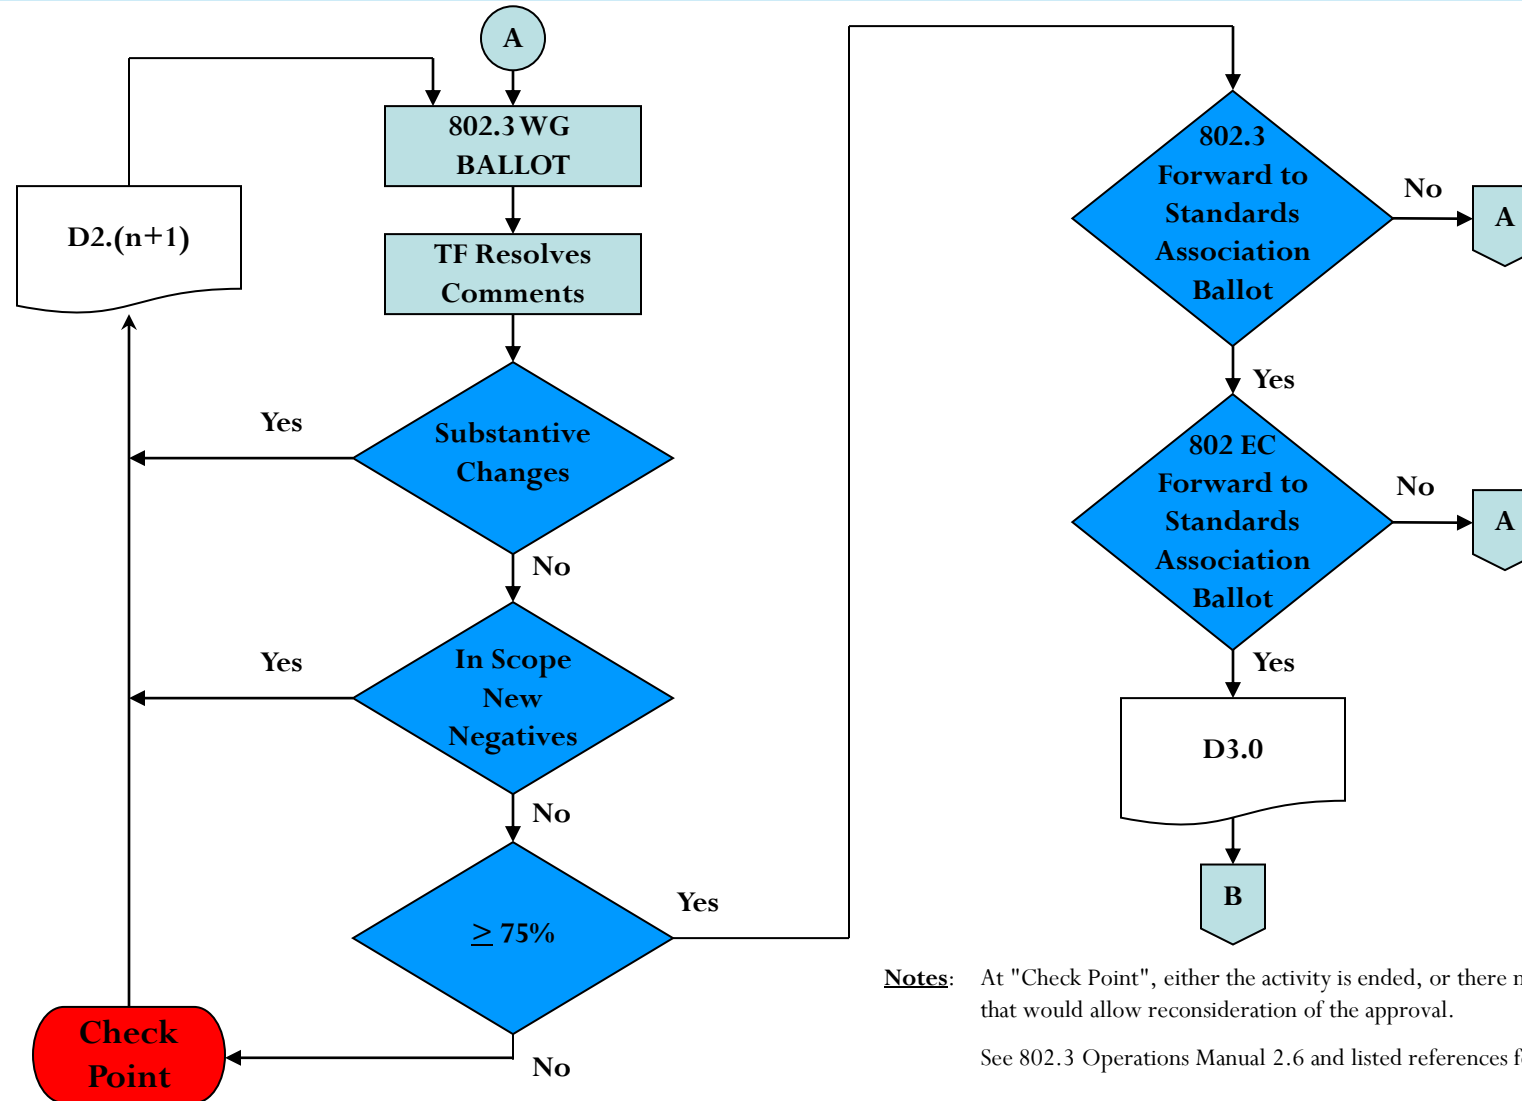 A
802.3 WG
BALLOT
D2.(n+1)
TF Resolves
Comments
Yes
Substantive
Changes
No
Yes
In Scope
New
Negatives
No
≥ 75%
Yes
No
Check
Point
802.3
Forward to
Standards
Association
Ballot
No
A
Yes
802 EC
Forward to
Standards
Association
Ballot
No
A
Yes
D3.0
B
Notes: At "Check Point", either the activity is ended, or there
that would allow reconsideration of the approval.
See 802.3 Operations Manual 2.6 and listed references